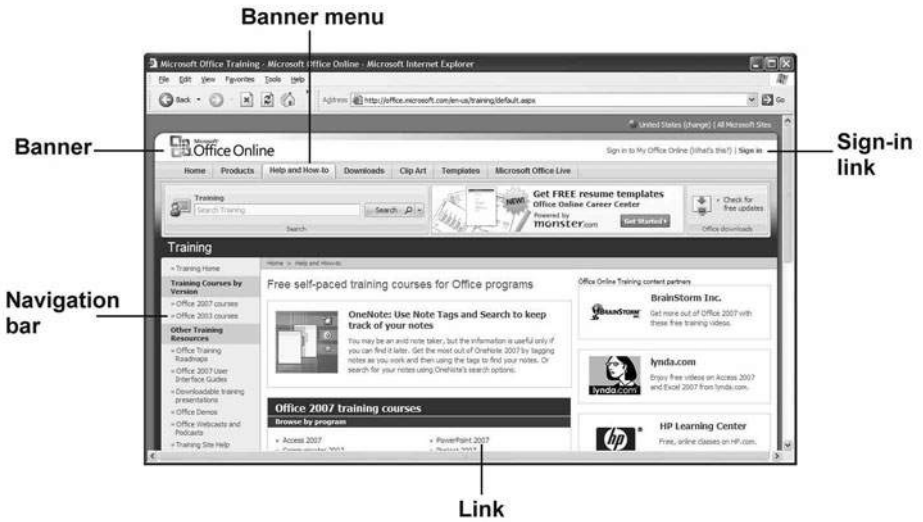 Banner menu
Microsoft Office Training - Microsoft Office Online - Microsoft Internet Explorer
File Edit View Favorites Tools Help
Back
Address http://office.microsoft.com/en-us/training/default.aspx Go
United States (change) | All Microsoft Sites
Banner
Microsoft
Office Online
Sign in to My Office Online (What's this?) | Sign in
Sign-in
link
Home Products Help and How-to Downloads Clip Art Templates Microsoft Office Live
Training
Search Training Search
Search
NEW!
Get FREE resume templates
Office Online Career Center
Powered by
monster.com
Get Started
» Check for
free updates
Office downloads
Training
Navigation
bar
» Training Home
Training Courses by
Version
» Office 2007 courses
» Office 2003 courses
Other Training
Resources
» Office Training
Roadmaps
» Office 2007 User
Interface Guides
» Downloadable training
presentations
» Office Demos
» Office Webcasts and
Podcasts
» Training Site Help
Home > Help and How-to
Free self-paced training courses for Office programs
OneNote: Use Note Tags and Search to keep
track of your notes
You may be an avid note taker, but the information is useful only if
you can find it later. Get the most out of OneNote 2007 by tagging
notes as you work and then using the tags to find your notes. Or
search for your notes using OneNote's search options.
Office 2007 training courses
Browse by program
» Access 2007
» PowerPoint 2007
Office Online Training content partners
BRAINSTORM
BrainStorm Inc.
Get more out of Office 2007 with
these free training videos.
lynda.com
lynda.com
Enjoy free videos on Access 2007
and Excel 2007 from lynda.com.
hp
HP Learning Center
Free, online classes on HP.com.
Link